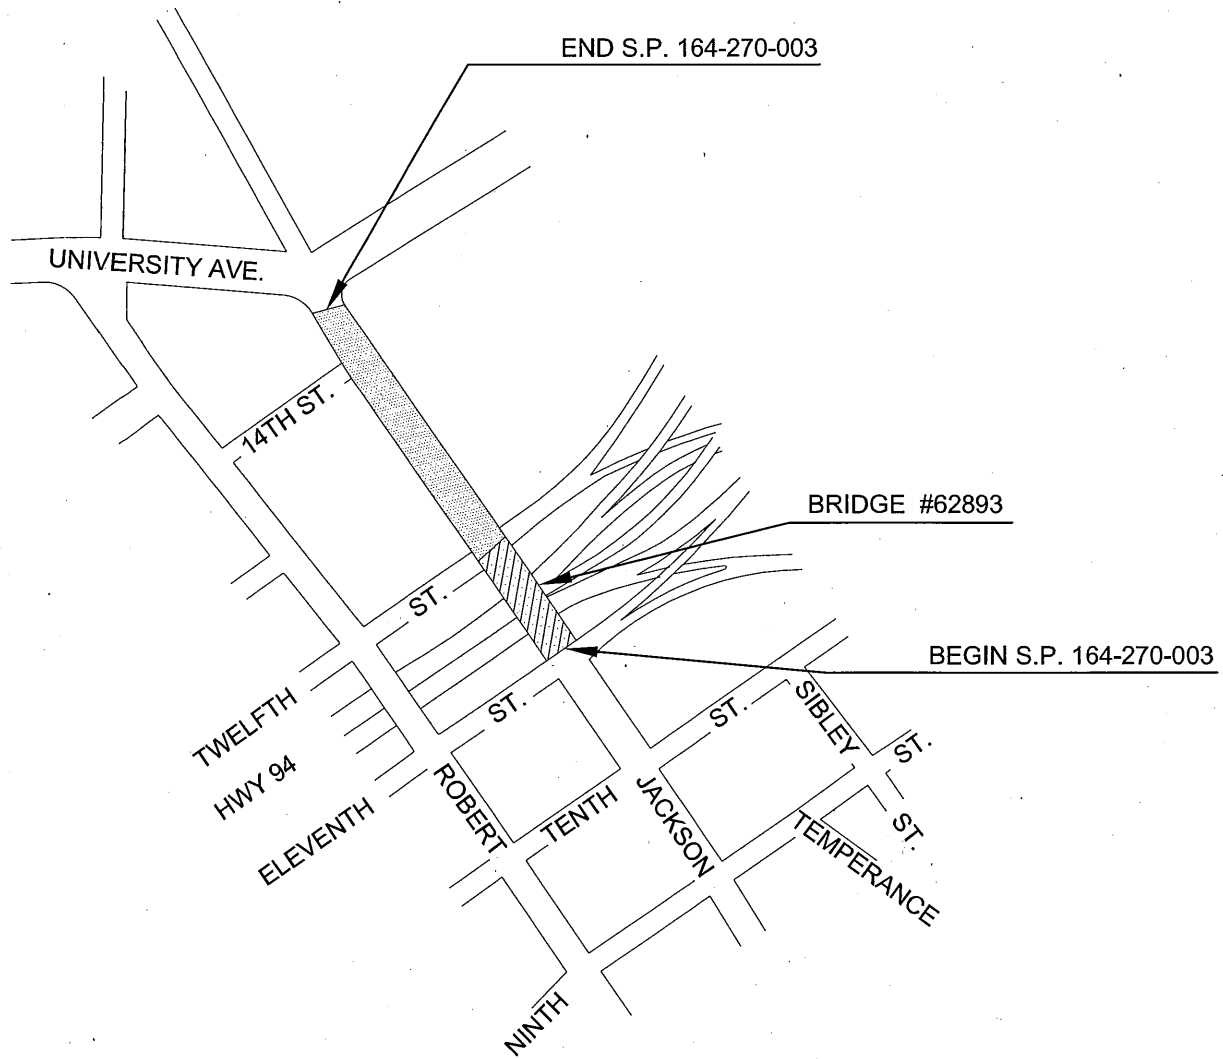 END S.P. 164-270-003
UNIVERSITY AVE.
14TH ST.
BRIDGE #62893
ST.
BEGIN S.P. 164-270-003
TWELFTH
ST.
ST.
SIBLEY
ST.
HWY 94
ELEVENTH
ROBERT
TENTH
JACKSON
ST.
TEMPERANCE
NINTH